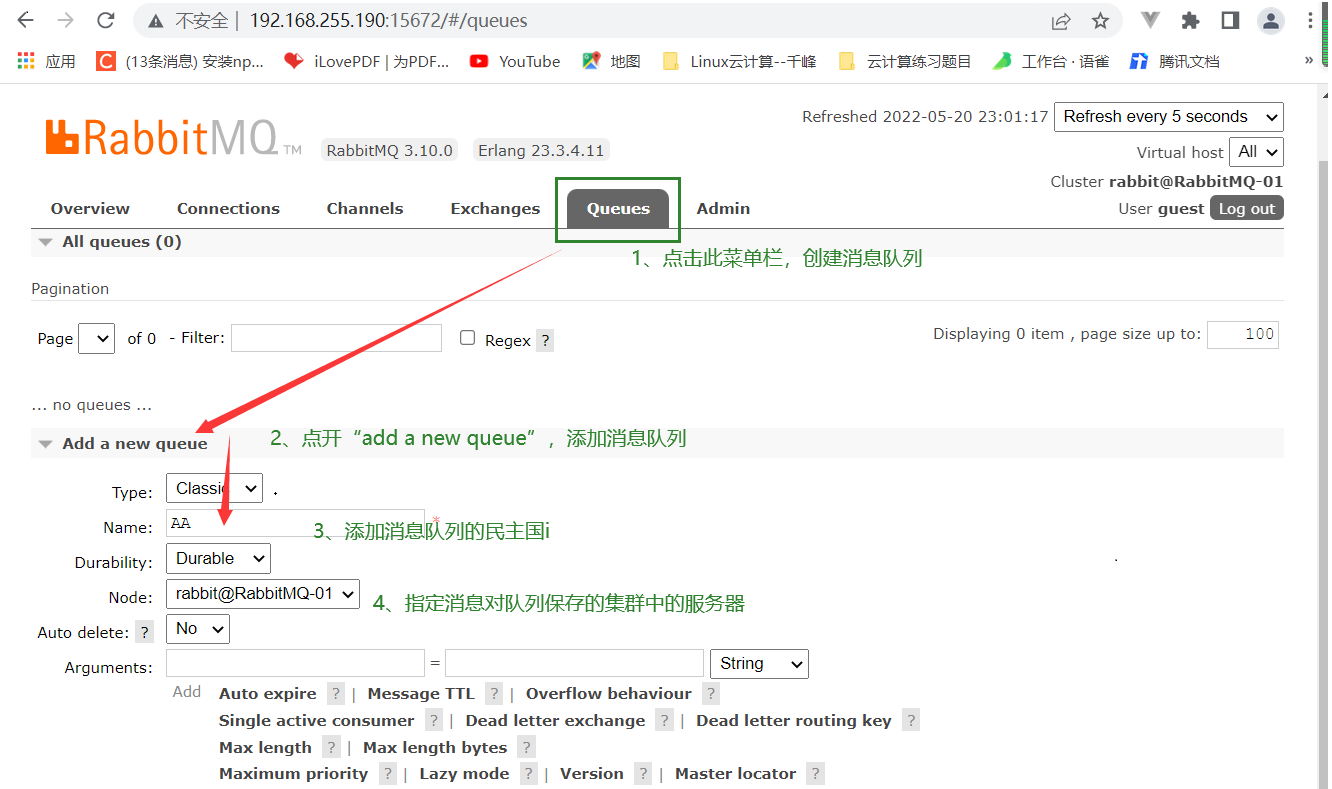 不安全 | 192.168.255.190:15672/#/queues
应用 (13条消息) 安装np... iLovePDF | 为PDF... YouTube 地图 Linux云计算--千峰 云计算练习题目 工作台 · 语雀 腾讯文档 »
Refreshed 2022-05-20 23:01:17 Refresh every 5 seconds
RabbitMQ TM RabbitMQ 3.10.0 Erlang 23.3.4.11
Virtual host All
Cluster rabbit@RabbitMQ-01
User guest Log out
Overview Connections Channels Exchanges Queues Admin
All queues (0)
1、点击此菜单栏，创建消息队列
Pagination
Page of 0 - Filter: Regex ? Displaying 0 item , page size up to: 100
... no queues ...
Add a new queue
2、点开“add a new queue”，添加消息队列
Type: Classic .
Name: AA *
3、添加消息队列的民主国i
Durability: Durable
Node: rabbit@RabbitMQ-01
4、指定消息对队列保存的集群中的服务器
Auto delete: ? No
Arguments: = String
Add Auto expire ? | Message TTL ? | Overflow behaviour ?
Single active consumer ? | Dead letter exchange ? | Dead letter routing key ?
Max length ? | Max length bytes ?
Maximum priority ? | Lazy mode ? | Version ? | Master locator ?